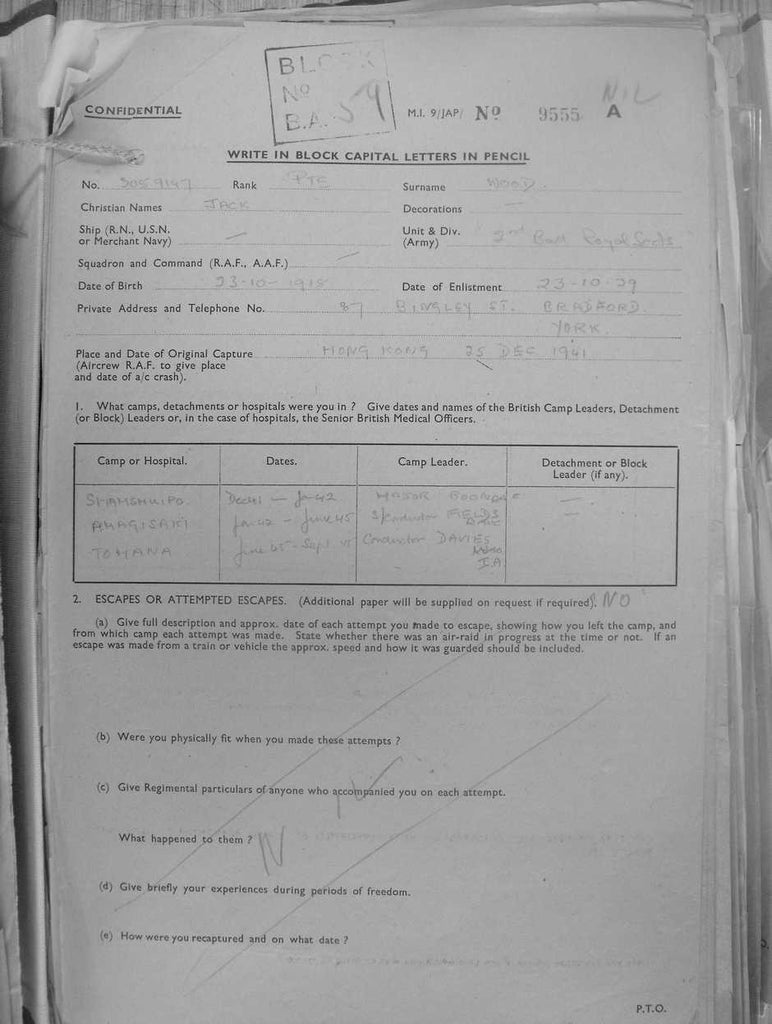 BLOCK
No
B.A. 59
NIL
CONFIDENTIAL
M.I. 9/JAP/ No 9555 A
WRITE IN BLOCK CAPITAL LETTERS IN PENCIL
No. 3059147 Rank PTE Surname WOOD.
Christian Names JACK Decorations —
Ship (R.N., U.S.N. or Merchant Navy) — Unit & Div. (Army) 2nd Batt Royal Scots
Squadron and Command (R.A.F., A.A.F.) —
Date of Birth 23-10-1918 Date of Enlistment 23-10-39
Private Address and Telephone No. 87 BINGLEY ST. BRADFORD.
YORK.
Place and Date of Original Capture HONG KONG 25 DEC 1941
(Aircrew R.A.F. to give place
and date of a/c crash).
1. What camps, detachments or hospitals were you in ? Give dates and names of the British Camp Leaders, Detachment
(or Block) Leaders or, in the case of hospitals, the Senior British Medical Officers.
Camp or Hospital. Dates. Camp Leader. Detachment or Block
Leader (if any).
SHAMSHUIPO Dec 41 — Jan 42 MAJOR —
AMAGISAKI Jan 42 – June 45 S/Conductor FIELDS —
TOYAMA June 45 – Sept 45 Conductor DAVIES
I.A
2. ESCAPES OR ATTEMPTED ESCAPES. (Additional paper will be supplied on request if required). NO
(a) Give full description and approx. date of each attempt you made to escape, showing how you left the camp, and
from which camp each attempt was made. State whether there was an air-raid in progress at the time or not. If an
escape was made from a train or vehicle the approx. speed and how it was guarded should be included.
(b) Were you physically fit when you made these attempts ?
(c) Give Regimental particulars of anyone who accompanied you on each attempt.
What happened to them ?
(d) Give briefly your experiences during periods of freedom.
(e) How were you recaptured and on what date ?
P.T.O.